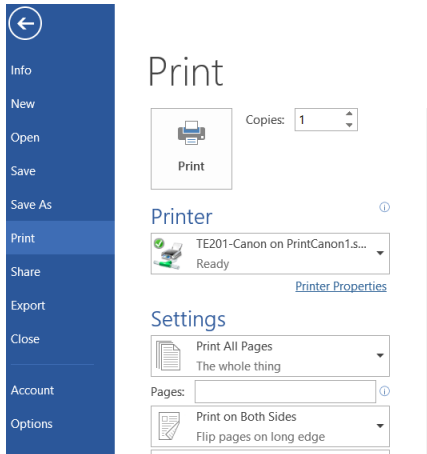 Info
New
Open
Save
Save As
Print
Share
Export
Close
Account
Options
Print
Print
Copies: 1
Printer
TE201-Canon on PrintCanon1.s...
Ready
Printer Properties
Settings
Print All Pages
The whole thing
Pages:
Print on Both Sides
Flip pages on long edge